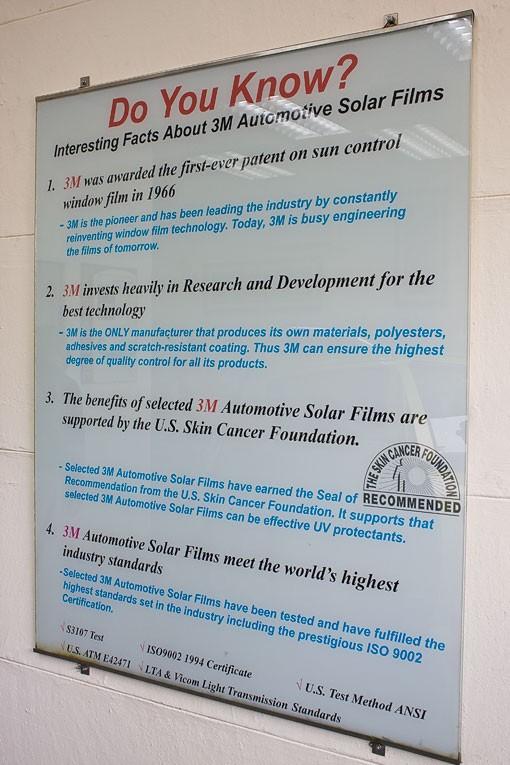 Do You Know?
Interesting Facts About 3M Automotive Solar Films
1. 3M was awarded the first-ever patent on sun control
window film in 1966
- 3M is the pioneer and has been leading the industry by constantly
reinventing window film technology. Today, 3M is busy engineering
the films of tomorrow.
2. 3M invests heavily in Research and Development for the
best technology
- 3M is the ONLY manufacturer that produces its own materials, polyesters,
adhesives and scratch-resistant coating. Thus 3M can ensure the highest
degree of quality control for all its products.
3. The benefits of selected 3M Automotive Solar Films are
supported by the U.S. Skin Cancer Foundation.
THE SKIN CANCER FOUNDATION
RECOMMENDED
- Selected 3M Automotive Solar Films have earned the Seal of
Recommendation from the U.S. Skin Cancer Foundation. It supports that
selected 3M Automotive Solar Films can be effective UV protectants.
4. 3M Automotive Solar Films meet the world's highest
industry standards
-Selected 3M Automotive Solar Films have been tested and have fulfilled the
highest standards set in the industry including the prestigious ISO 9002
Certification.
√ S3107 Test
√ ISO9002 1994 Certificate
√ U.S. Test Method ANSI
√ U.S. ATM E42471
√ LTA & Vicom Light Transmission Standards